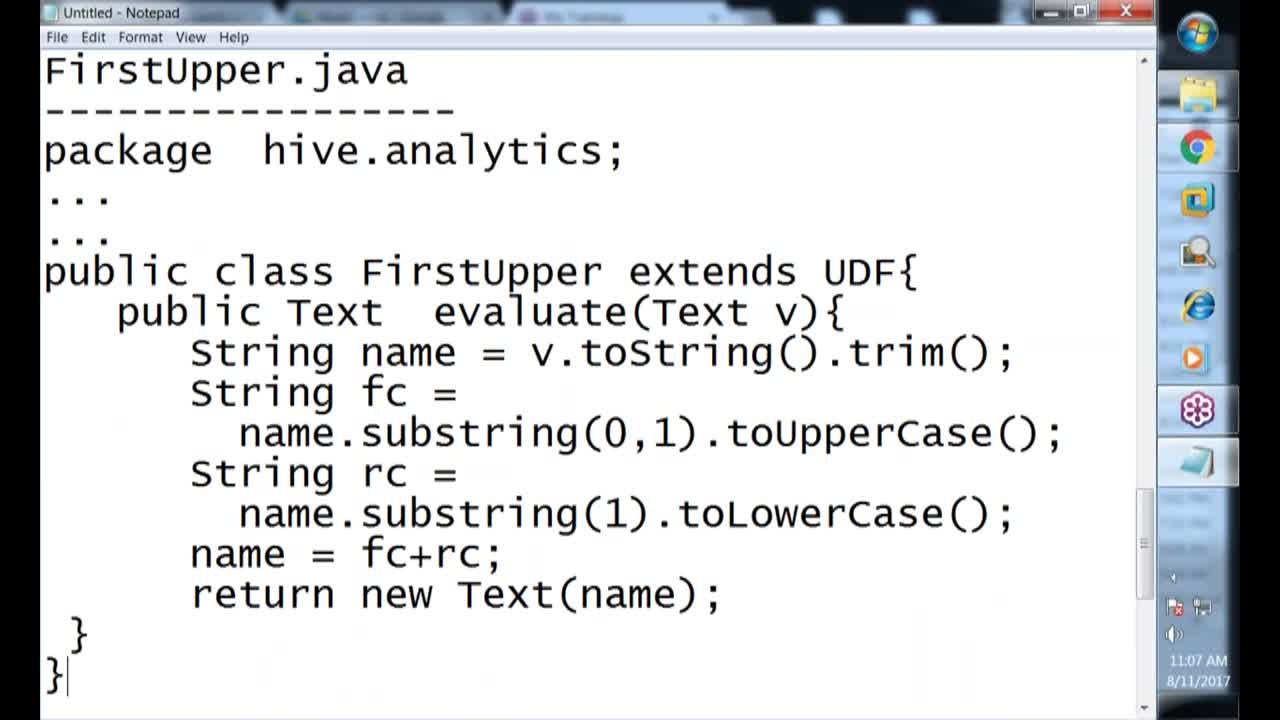 Untitled - Notepad
File Edit Format View Help
FirstUpper.java
-----------------
package  hive.analytics;
...
...
public class FirstUpper extends UDF{
   public Text  evaluate(Text v){
      String name = v.toString().trim();
      String fc =
        name.substring(0,1).toUpperCase();
      String rc =
        name.substring(1).toLowerCase();
      name = fc+rc;
      return new Text(name);
 }
}
11:07 AM
8/11/2017